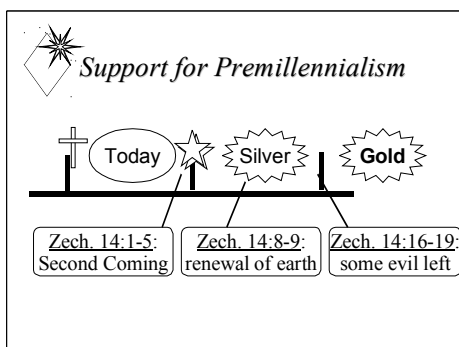 Support for Premillennialism
Today
Silver
Gold
Zech. 14:1-5:
Second Coming
Zech. 14:8-9:
renewal of earth
Zech. 14:16-19:
some evil left